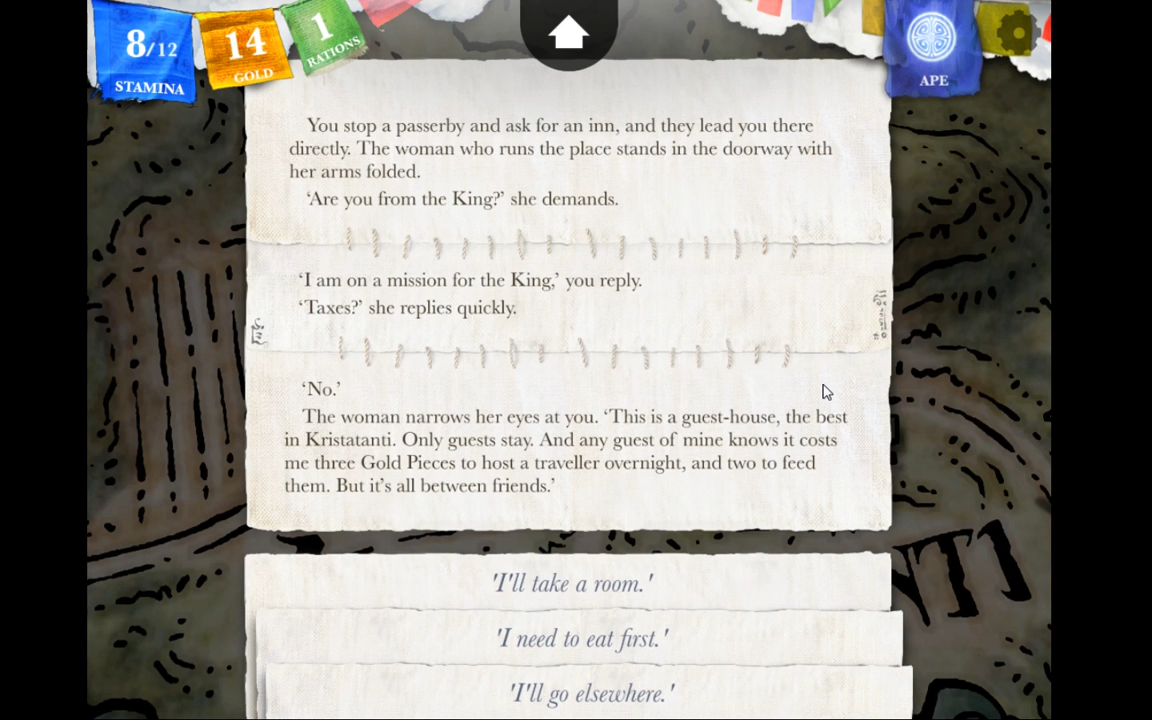 8/12
STAMINA
14
GOLD
1
RATIONS
APE
You stop a passerby and ask for an inn, and they lead you there
directly. The woman who runs the place stands in the doorway with
her arms folded.
‘Are you from the King?’ she demands.
‘I am on a mission for the King,’ you reply.
‘Taxes?’ she replies quickly.
‘No.’
The woman narrows her eyes at you. ‘This is a guest-house, the best
in Kristatanti. Only guests stay. And any guest of mine knows it costs
me three Gold Pieces to host a traveller overnight, and two to feed
them. But it’s all between friends.’
'I'll take a room.'
'I need to eat first.'
'I'll go elsewhere.'